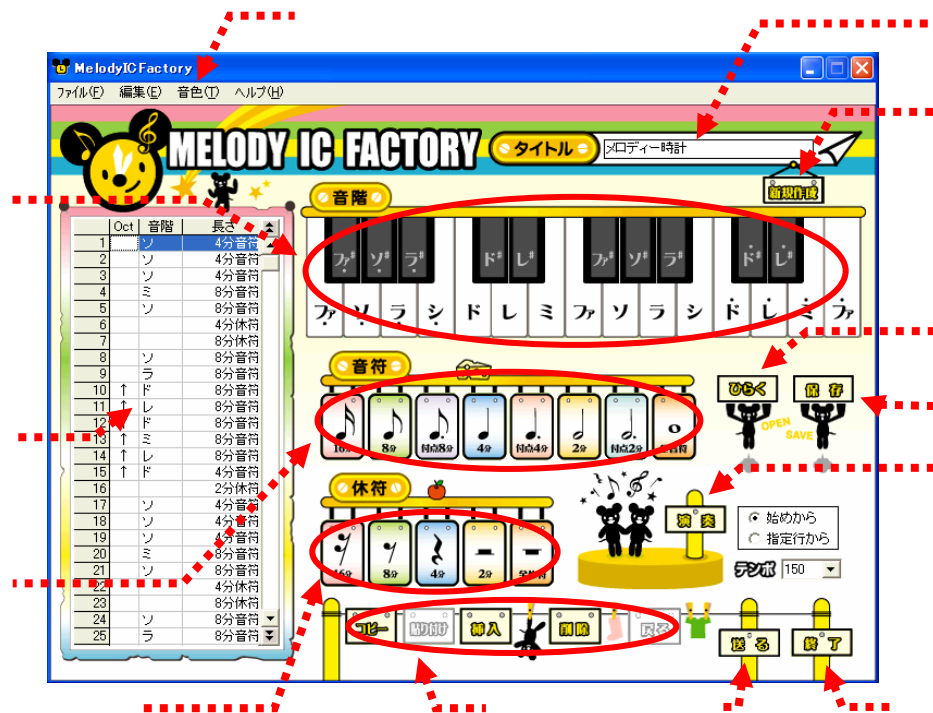 MelodyICFactory
ファイル(F) 編集(E) 音色(T) ヘルプ(H)
MELODY IC FACTORY
タイトル メロディー時計
新規作成
音階
Oct 音階 長さ
1 ソ 4分音符
2 ソ 4分音符
3 ソ 4分音符
4 ミ 8分音符
5 ソ 8分音符
6 4分休符
7 8分休符
8 ソ 8分音符
9 ラ 8分音符
10 ↑ ド 8分音符
11 ↑ レ 8分音符
12 ド 8分音符
13 ↑ ミ 8分音符
14 ↑ レ 8分音符
15 ↑ ド 4分音符
16 2分休符
17 ソ 4分音符
18 ソ 4分音符
19 ソ 4分音符
20 ミ 8分音符
21 ソ 8分音符
22 4分休符
23 8分休符
24 ソ 8分音符
25 ラ 8分音符
ファ# ソ# ラ# ド# レ# ファ# ソ# ラ# ド# レ#
ファ ソ ラ シ ド レ ミ ファ ソ ラ シ ド レ ミ ファ
音符
16分 8分 付点8分 4分 付点4分 2分 付点2分 全音符
ひらく 保存
OPEN
SAVE
休符
16分 8分 4分 2分 全休符
演奏
始めから
指定行から
テンポ 150
コピー 貼り付け 挿入 削除 戻る
送る 終了